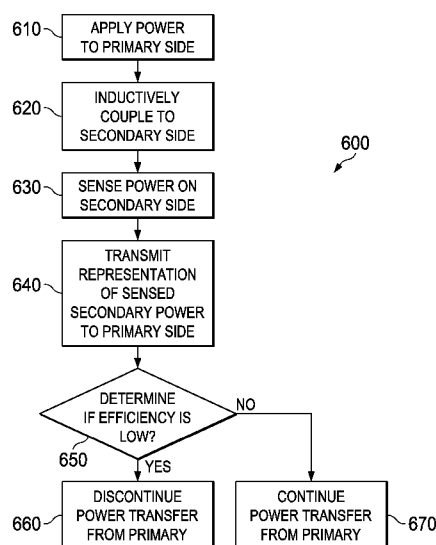 610
APPLY POWER
TO PRIMARY SIDE
620
INDUCTIVELY
COUPLE TO
SECONDARY SIDE
600
630
SENSE POWER ON
SECONDARY SIDE
640
TRANSMIT
REPRESENTATION
OF SENSED
SECONDARY POWER
TO PRIMARY SIDE
DETERMINE
IF EFFICIENCY IS
LOW?
NO
650
YES
660
DISCONTINUE
POWER TRANSFER
FROM PRIMARY
CONTINUE
POWER TRANSFER
FROM PRIMARY
670